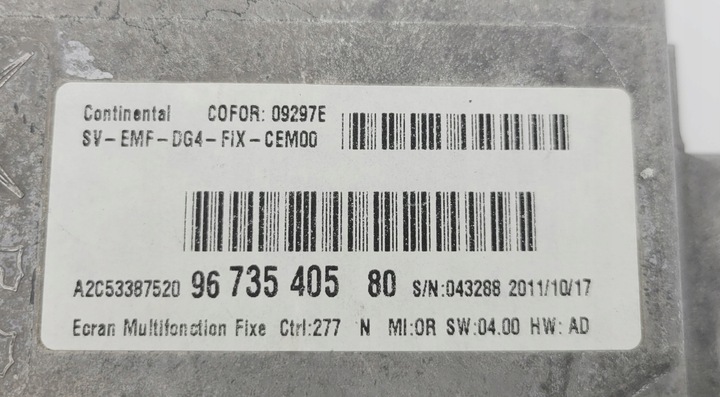 Continental COFOR: 09297E
SV-EMF-DG4-FIX-CEM00
A2C53387520 96 735 405 80 S/N:043288 2011/10/17
Ecran Multifonction Fixe Ctrl:277 N MI:OR SW:04.00 HW: AD